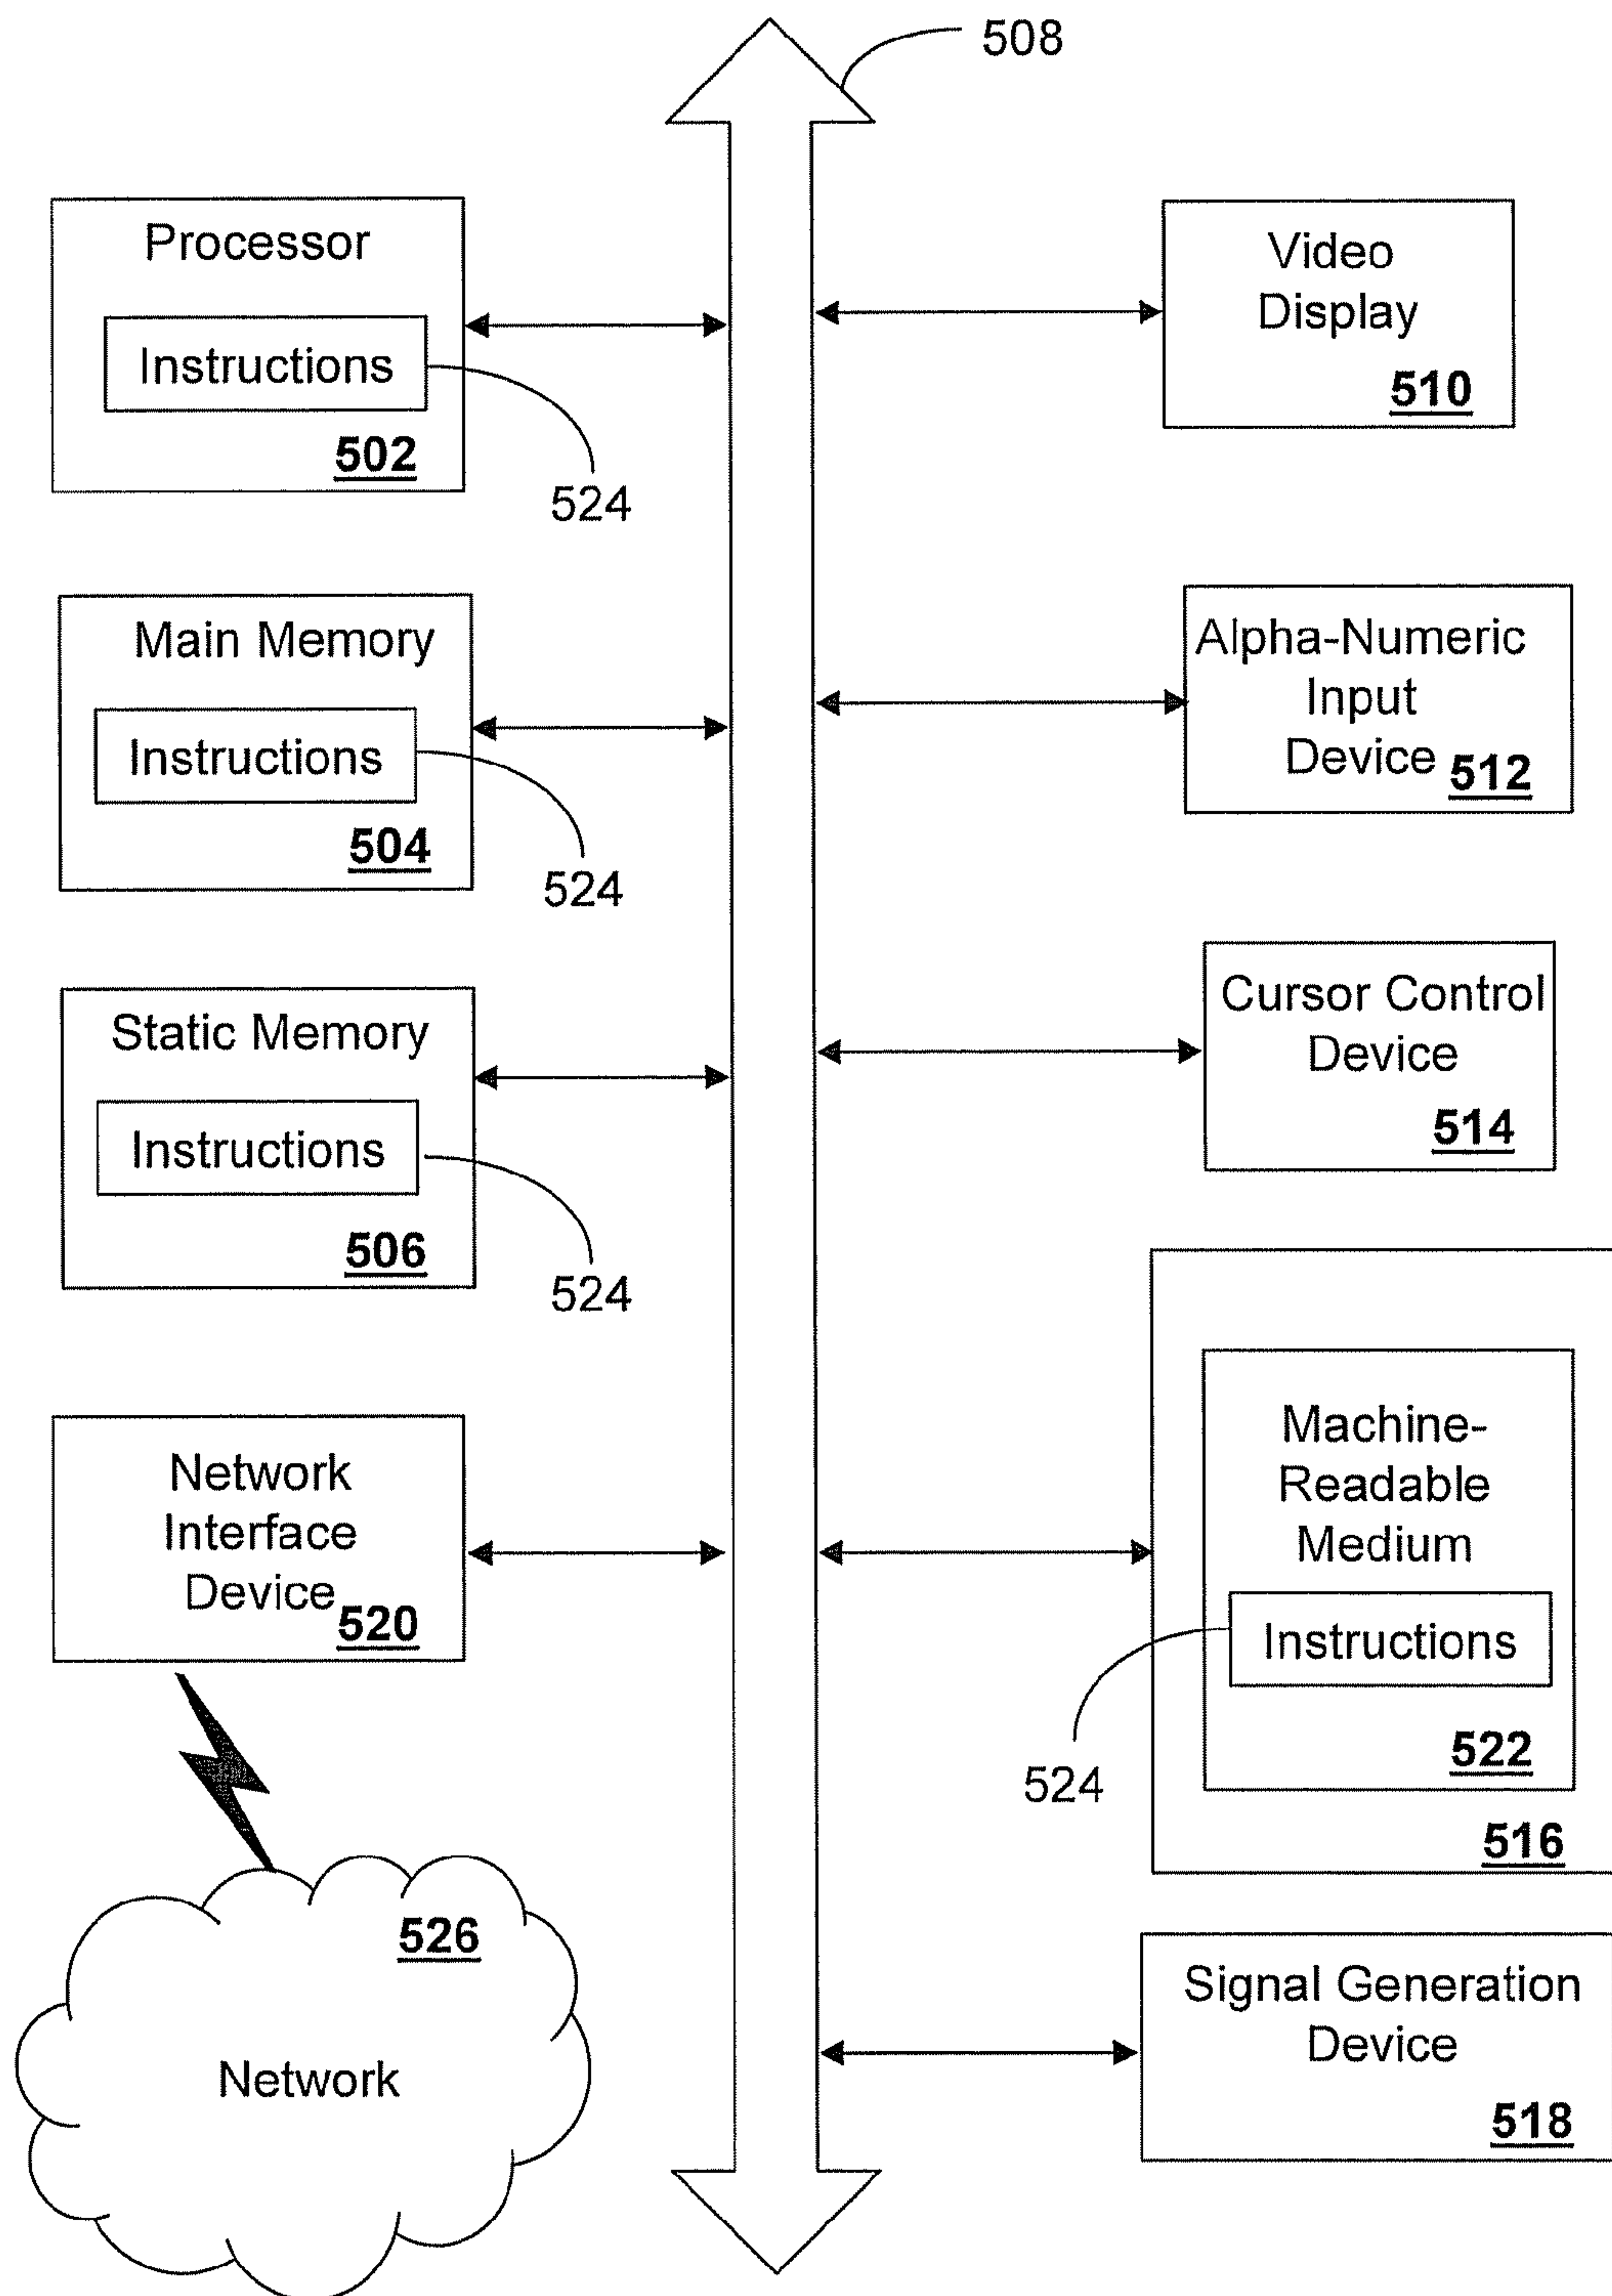 508
Processor
Instructions
502
524
Main Memory
Instructions
504
524
Static Memory
Instructions
506
524
Network
Interface
Device
520
526
Network
Video
Display
510
Alpha-Numeric
Input
Device
512
Cursor Control
Device
514
Machine-
Readable
Medium
Instructions
522
524
516
Signal Generation
Device
518